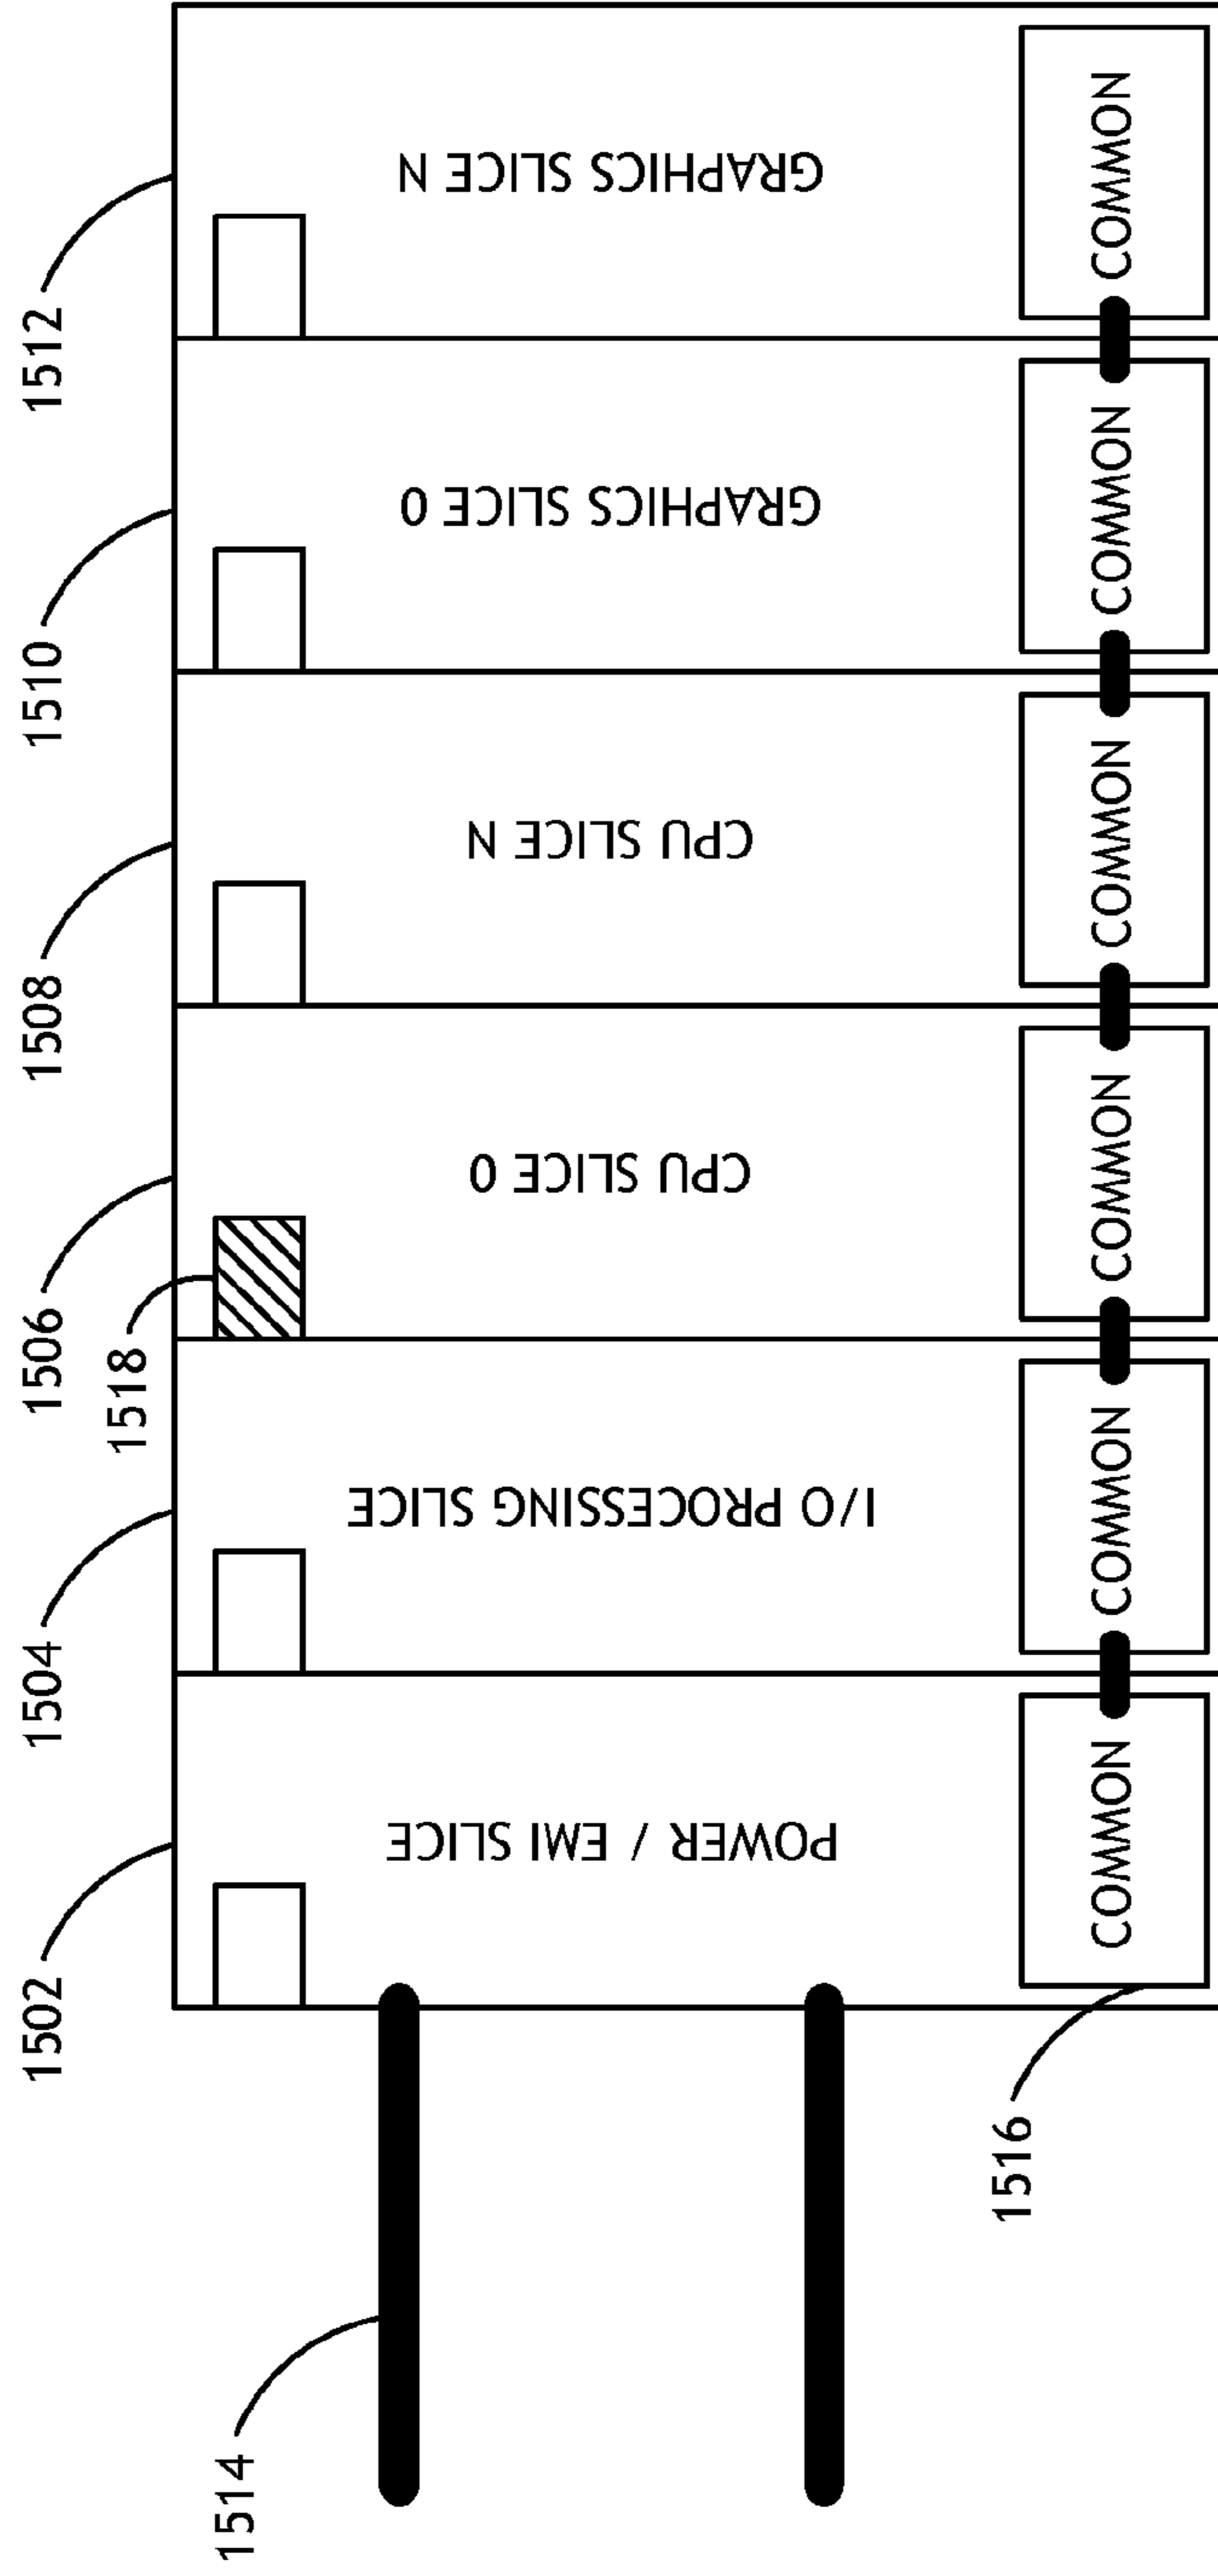 1502
1504
1506
1508
1510
1512
1518
1514
1516
POWER / EMI SLICE
I/O PROCESSING SLICE
CPU SLICE 0
CPU SLICE N
GRAPHICS SLICE 0
GRAPHICS SLICE N
COMMON
COMMON
COMMON
COMMON
COMMON
COMMON